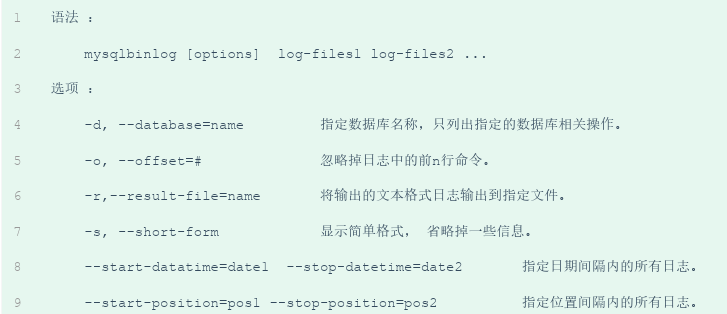 1 语法 ：
2 mysqlbinlog [options] log-files1 log-files2 ...
3 选项 ：
4 -d, --database=name 指定数据库名称，只列出指定的数据库相关操作。
5 -o, --offset=# 忽略掉日志中的前n行命令。
6 -r,--result-file=name 将输出的文本格式日志输出到指定文件。
7 -s, --short-form 显示简单格式， 省略掉一些信息。
8 --start-datatime=date1 --stop-datetime=date2 指定日期间隔内的所有日志。
9 --start-position=pos1 --stop-position=pos2 指定位置间隔内的所有日志。